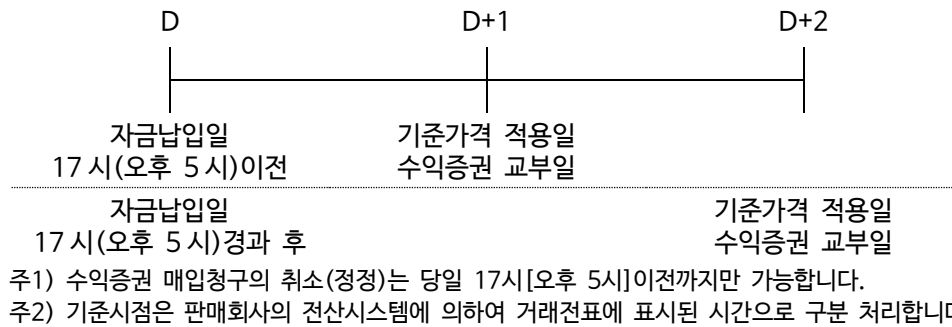 D D+1 D+2
자금납입일 기준가격 적용일
17시(오후 5시)이전 수익증권 교부일
자금납입일 기준가격 적용일
17시(오후 5시)경과 후 수익증권 교부일
주1) 수익증권 매입청구의 취소(정정)는 당일 17시[오후 5시]이전까지만 가능합니다.
주2) 기준시점은 판매회사의 전산시스템에 의하여 거래전표에 표시된 시간으로 구분 처리합니